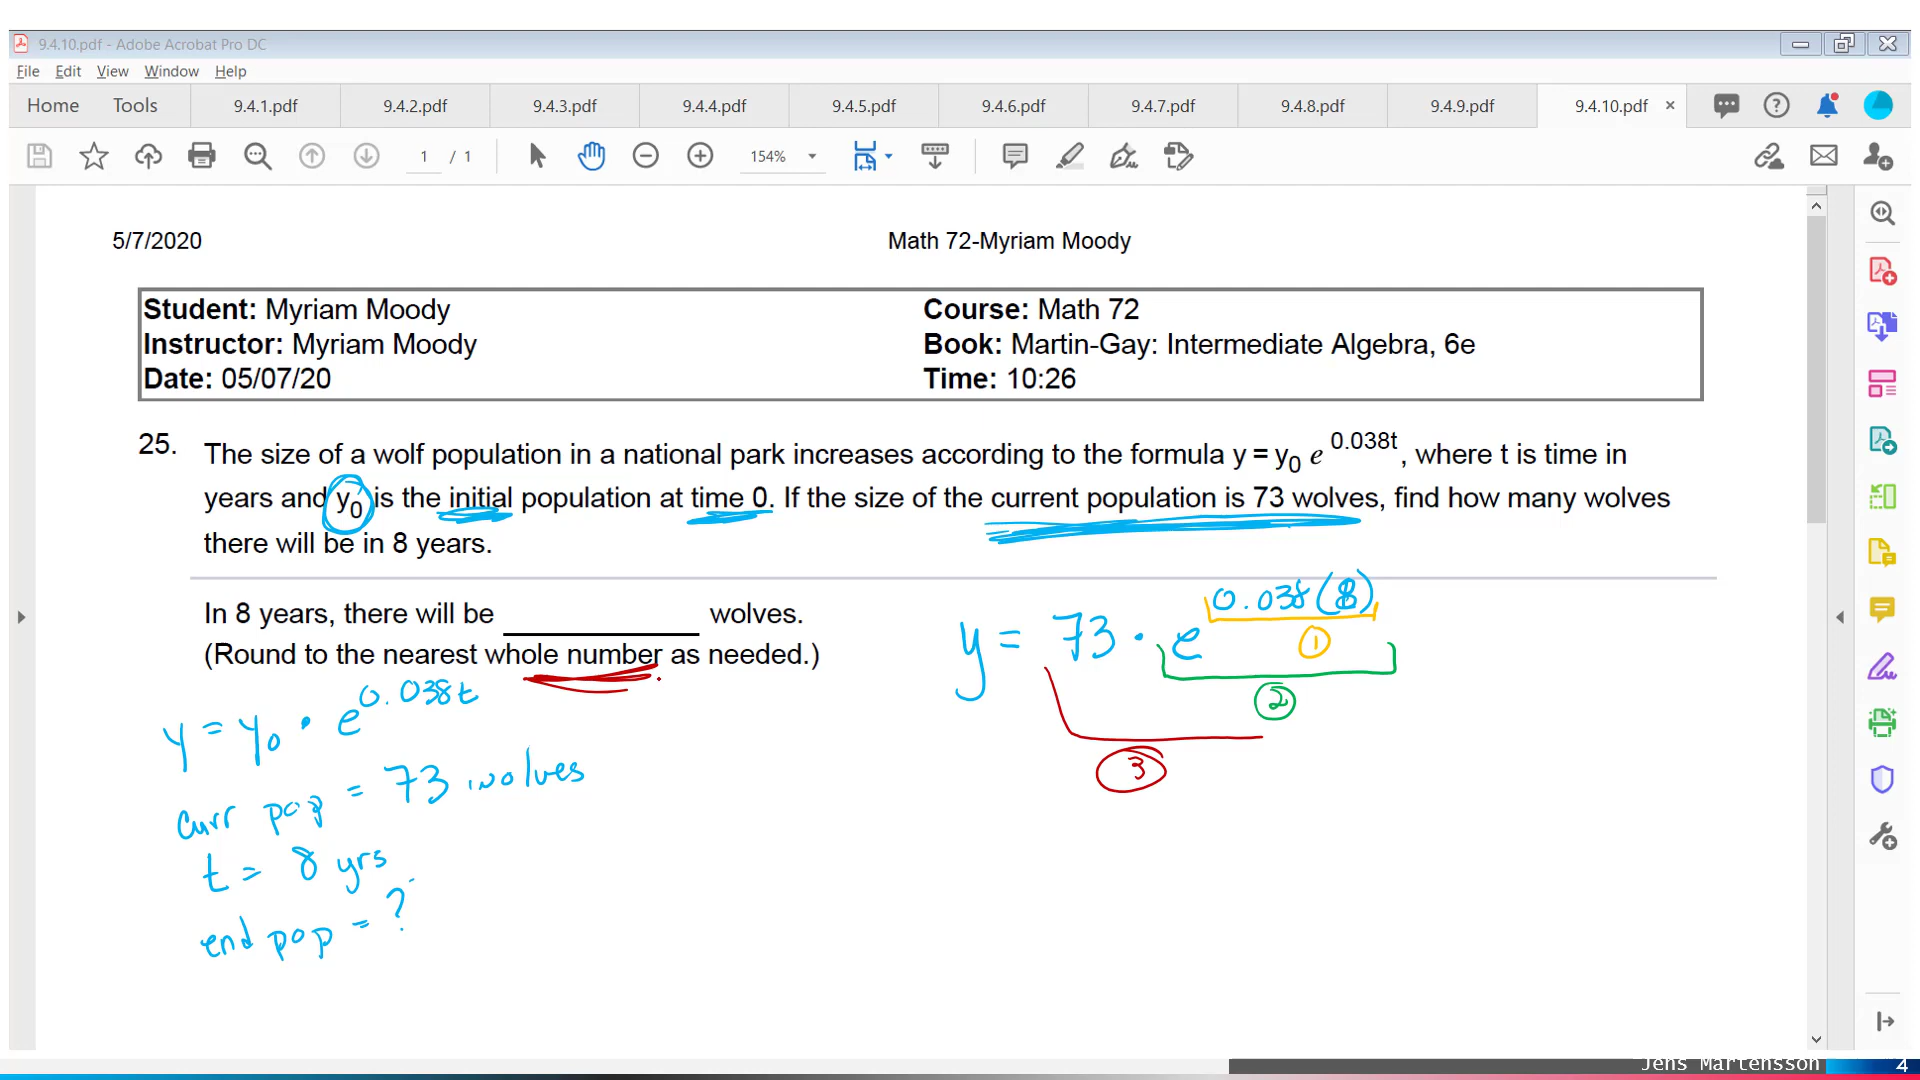 9.4.10.pdf - Adobe Acrobat Pro DC
File Edit View Window Help
Home Tools 9.4.1.pdf 9.4.2.pdf 9.4.3.pdf 9.4.4.pdf 9.4.5.pdf 9.4.6.pdf 9.4.7.pdf 9.4.8.pdf 9.4.9.pdf 9.4.10.pdf ×
1 / 1 154%
5/7/2020 Math 72-Myriam Moody
Student: Myriam Moody Course: Math 72
Instructor: Myriam Moody Book: Martin-Gay: Intermediate Algebra, 6e
Date: 05/07/20 Time: 10:26
25. The size of a wolf population in a national park increases according to the formula y = y₀ e^0.038t, where t is time in
years and y₀ is the initial population at time 0. If the size of the current population is 73 wolves, find how many wolves
there will be in 8 years.
In 8 years, there will be ____________ wolves.
(Round to the nearest whole number as needed.)
y = 73 · e^0.038(8)
1
2
3
y = y₀ · e^0.038t
curr pop = 73 wolves
t = 8 yrs
end pop = ?
Jens Martensson 4